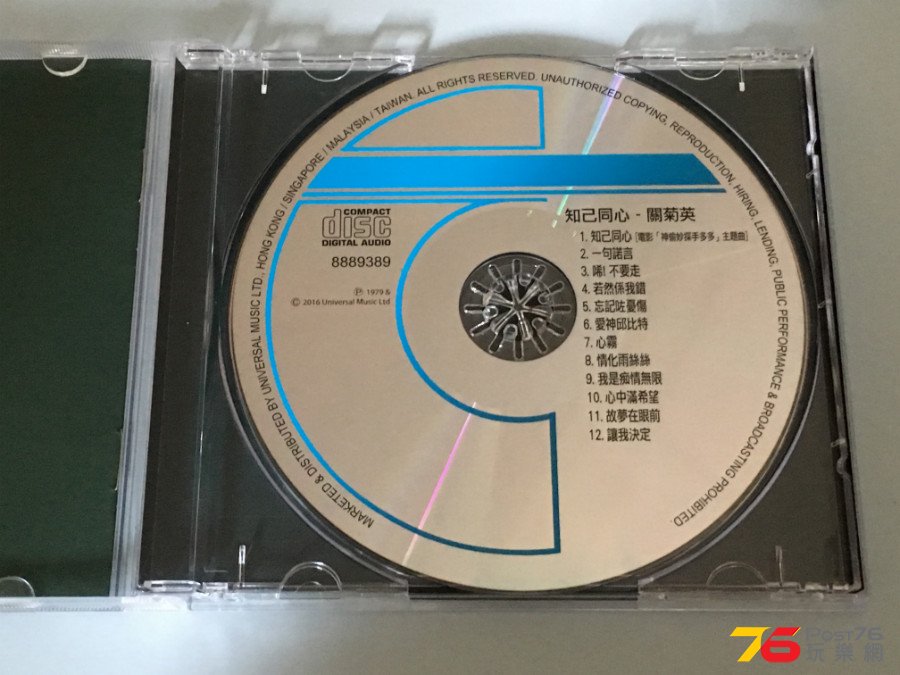 MARKETED & DISTRIBUTED BY UNIVERSAL MUSIC LTD., HONG KONG / SINGAPORE / MALAYSIA / TAIWAN. ALL RIGHTS RESERVED. UNAUTHORIZED COPYING, REPRODUCTION, HIRING, LENDING, PUBLIC PERFORMANCE & BROADCASTING PROHIBITED.
COMPACT
disc
DIGITAL AUDIO
8889389
Ⓟ 1979 &
© 2016 Universal Music Ltd
知己同心 - 關菊英
1. 知己同心 [電影「神偷妙探手多多」主題曲]
2. 一句諾言
3. 唏! 不要走
4. 若然係我錯
5. 忘記咗憂傷
6. 愛神邱比特
7. 心霧
8. 情化雨絲絲
9. 我是痴情無限
10. 心中滿希望
11. 故夢在眼前
12. 讓我決定
76 Post76
玩樂網